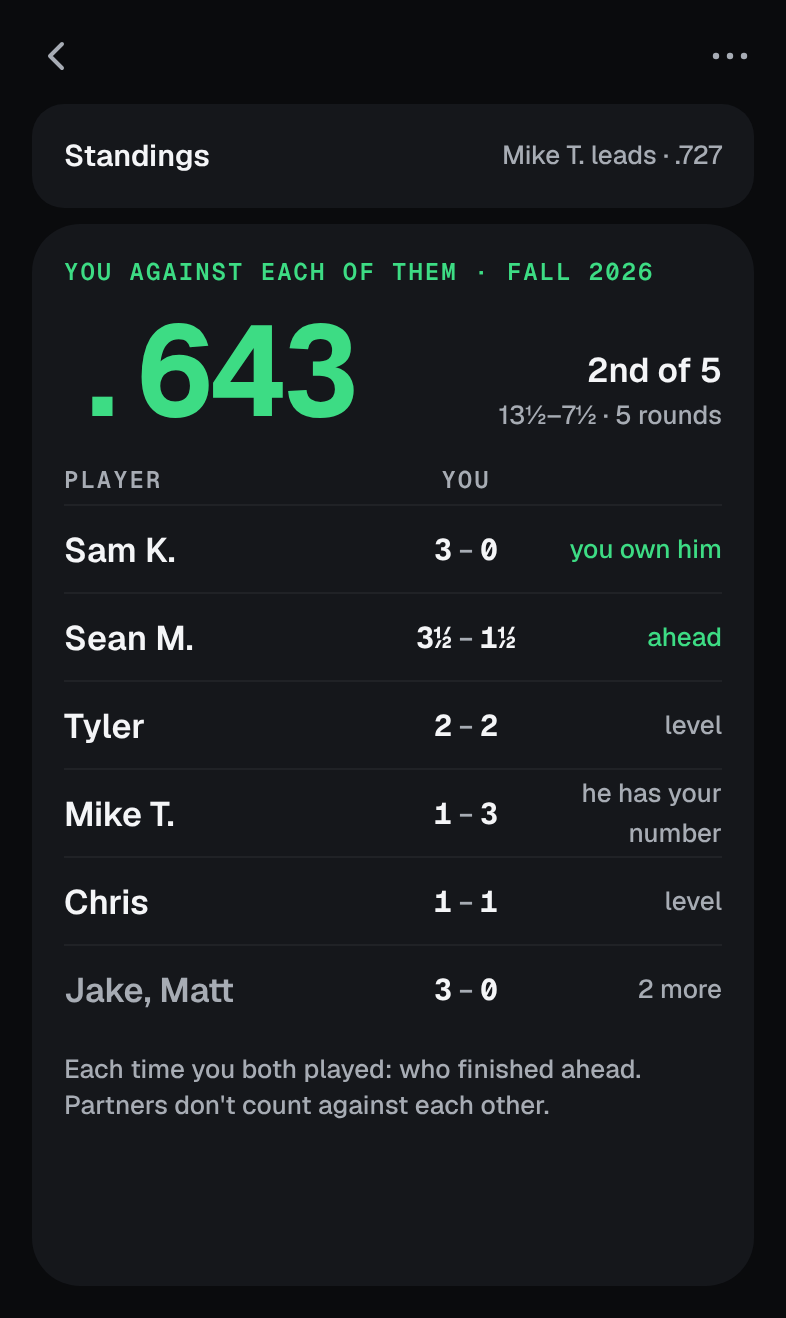 Standings
Mike T. leads · .727
YOU AGAINST EACH OF THEM · FALL 2026
.643
2nd of 5
13½–7½ · 5 rounds
PLAYER YOU
Sam K. 3 – 0 you own him
Sean M. 3½ – 1½ ahead
Tyler 2 – 2 level
Mike T. 1 – 3 he has your
number
Chris 1 – 1 level
Jake, Matt 3 – 0 2 more
Each time you both played: who finished ahead.
Partners don't count against each other.